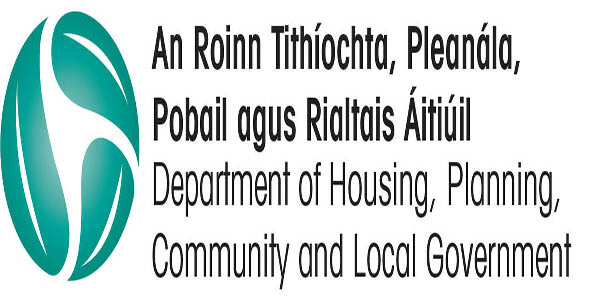 An Roinn Tithíochta, Pleanála,
Pobail agus Rialtais Áitiúil
Department of Housing, Planning,
Community and Local Government